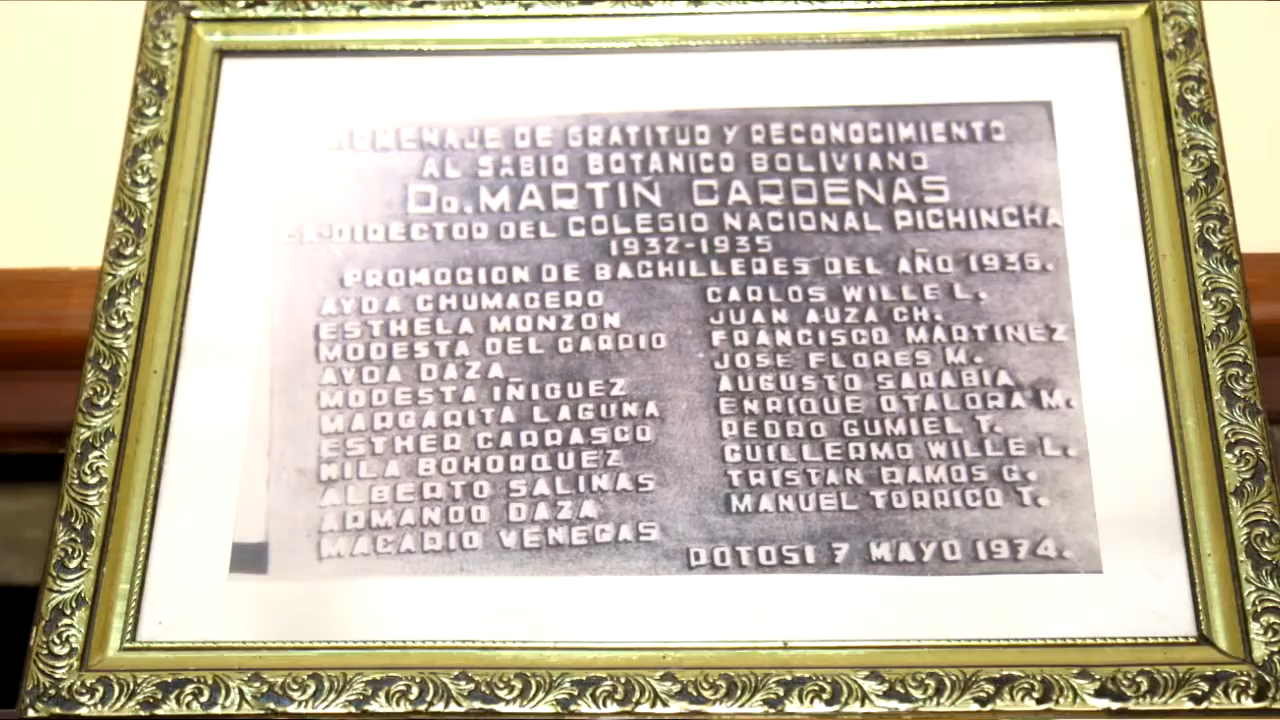 HOMENAJE DE GRATITUD Y RECONOCIMIENTO
AL SABIO BOTANICO BOLIVIANO
DR. MARTIÑ CARDENAS
EX-DIRECTOR DEL COLEGIO NACIONAL PICHINCHA
1932-1935
PROMOCION DE BACHILLERES DEL AÑO 1936.
AYDA CHUMACERO
ESTHELA MONZON
MODESTA DEL CARPIO
AYDA DAZA
MODESTA IÑIGUEZ
MARGARITA LAGUNA
ESTHER CARRASCO
NILA BOHORQUEZ
ALBERTO SALINAS
ARMANDO DAZA
MACARIO VENEGAS
CARLOS WILLE L.
JUAN AUZA CH.
FRANCISCO MARTINEZ
JOSE FLORES M.
AUGUSTO SARABIA
ENRIQUE OTALORA M.
PEDRO GUMIEL T.
GUILLERMO WILLE L.
TRISTAN RAMOS G.
MANUEL TORRICO T.
POTOSI 7 MAYO 1974.